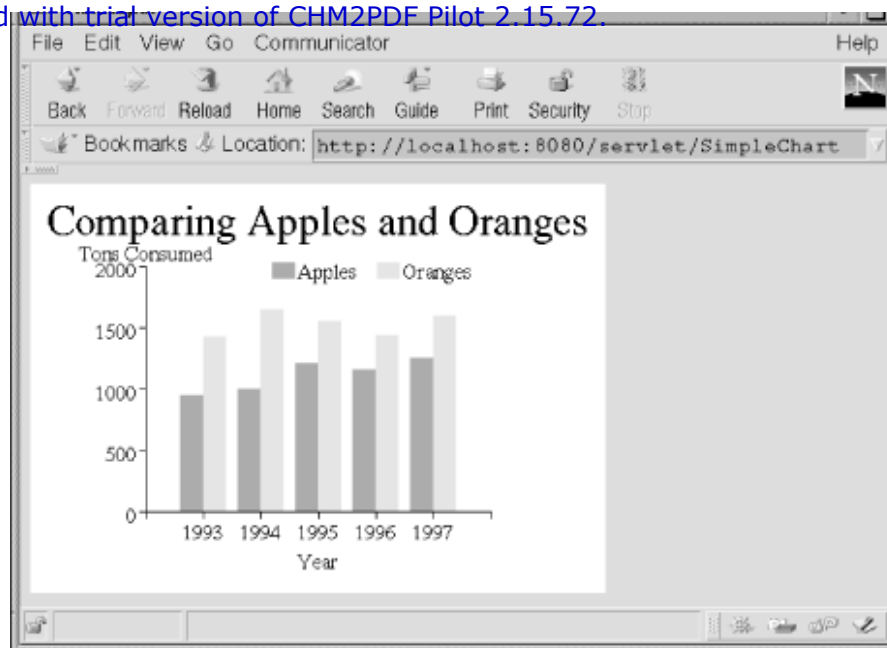 d with trial version of CHM2PDF Pilot 2.15.72.
File Edit View Go Communicator Help
Back Forward Reload Home Search Guide Print Security Stop
N
Bookmarks Location: http://localhost:8080/servlet/SimpleChart
Comparing Apples and Oranges
Tons Consumed
Apples Oranges
2000
1500
1000
500
0
1993 1994 1995 1996 1997
Year